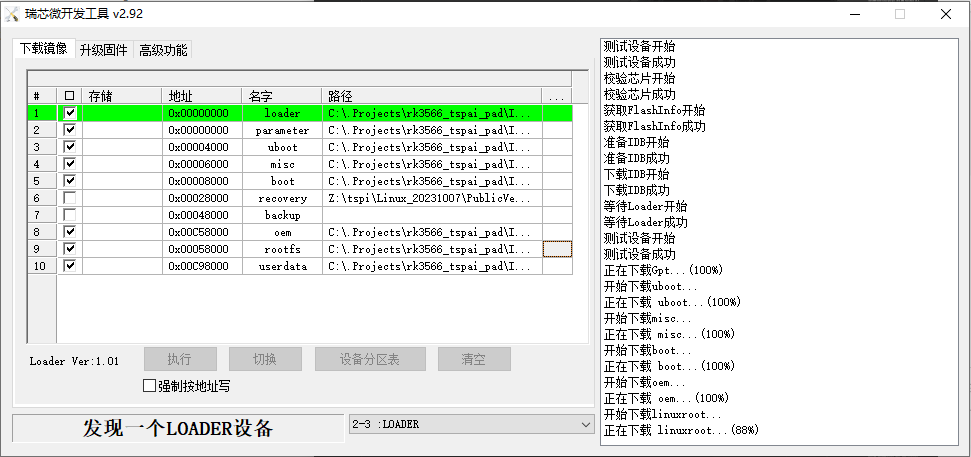 瑞芯微开发工具 v2.92
下载镜像 升级固件 高级功能
# 存储 地址 名字 路径 ...
1 0x00000000 loader C:\.Projects\rk3566_tspai_pad\I...
2 0x00000000 parameter C:\.Projects\rk3566_tspai_pad\I...
3 0x00004000 uboot C:\.Projects\rk3566_tspai_pad\I...
4 0x00006000 misc C:\.Projects\rk3566_tspai_pad\I...
5 0x00008000 boot C:\.Projects\rk3566_tspai_pad\I...
6 0x00028000 recovery Z:\tspi\Linux_20231007\PublicVe...
7 0x00048000 backup
8 0x00C58000 oem C:\.Projects\rk3566_tspai_pad\I...
9 0x00058000 rootfs C:\.Projects\rk3566_tspai_pad\I...
10 0x00C98000 userdata C:\.Projects\rk3566_tspai_pad\I...
Loader Ver:1.01 执行 切换 设备分区表 清空
强制按地址写
发现一个LOADER设备 2-3 :LOADER
测试设备开始
测试设备成功
校验芯片开始
校验芯片成功
获取FlashInfo开始
获取FlashInfo成功
准备IDB开始
准备IDB成功
下载IDB开始
下载IDB成功
等待Loader开始
等待Loader成功
测试设备开始
测试设备成功
正在下载Gpt...(100%)
开始下载uboot...
正在下载 uboot...(100%)
开始下载misc...
正在下载 misc...(100%)
开始下载boot...
正在下载 boot...(100%)
开始下载oem...
正在下载 oem...(100%)
开始下载linuxroot...
正在下载 linuxroot...(88%)